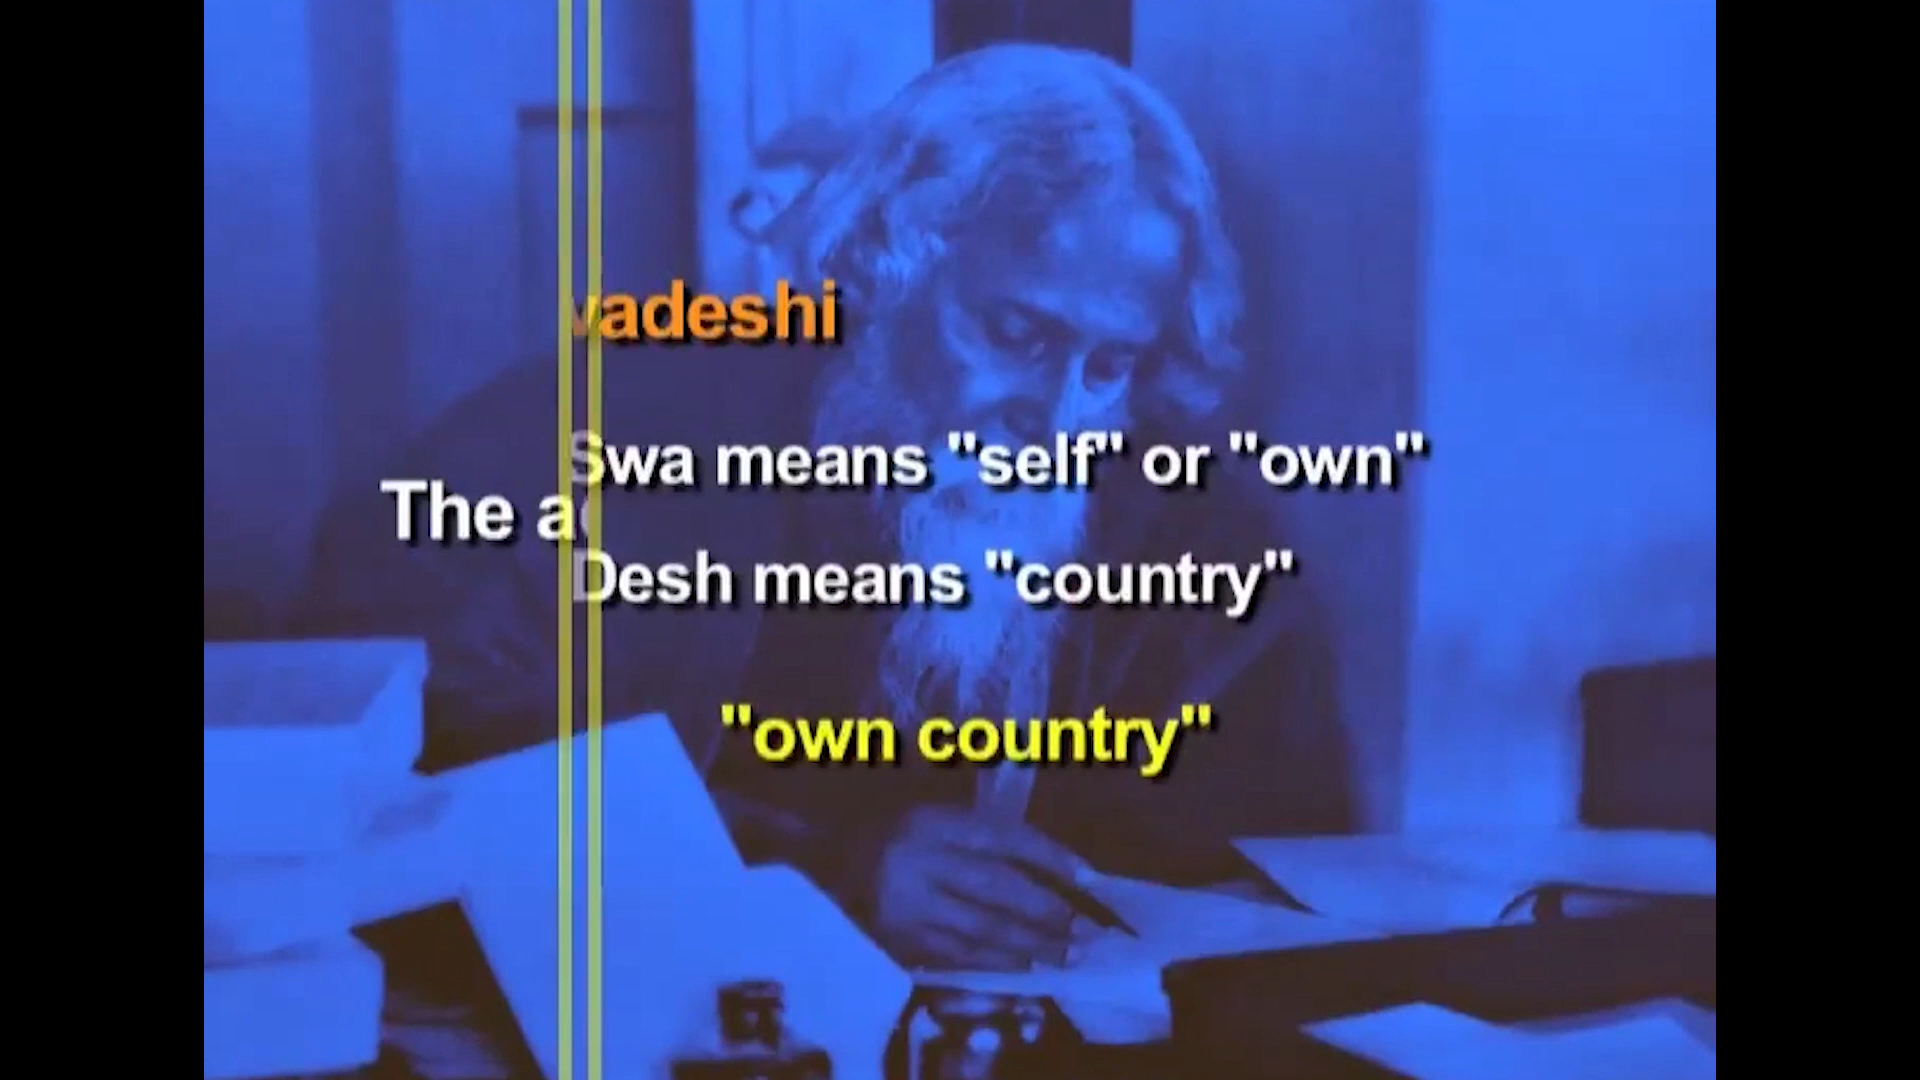 vadeshi
Swa means "self" or "own"
The a
Desh means "country"
"own country"